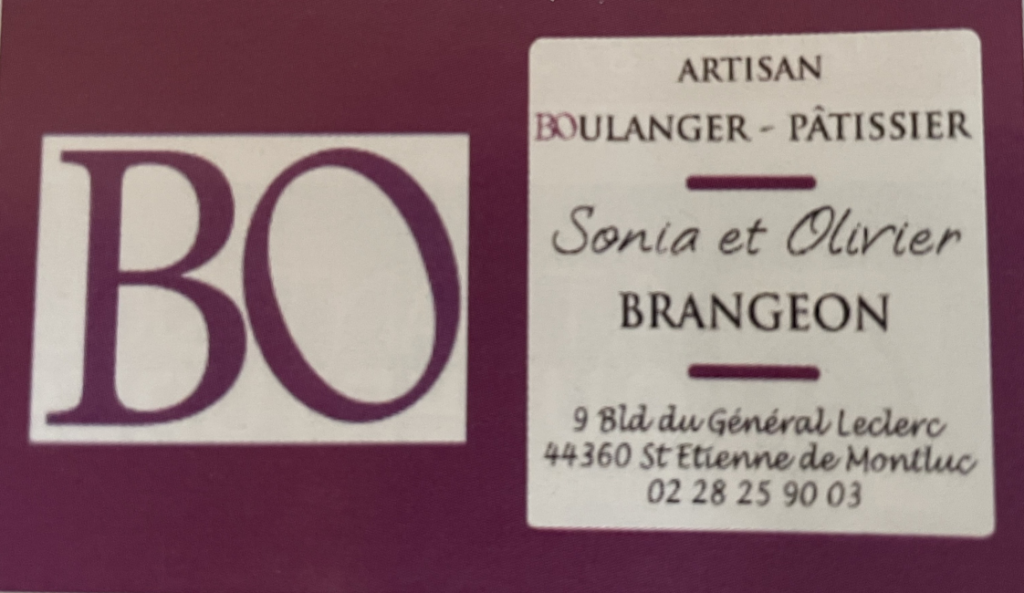 BO
ARTISAN
BOULANGER - PÂTISSIER
Sonia et Olivier
BRANGEON
9 Bld du Général Leclerc
44360 St Etienne de Montluc
02 28 25 90 03